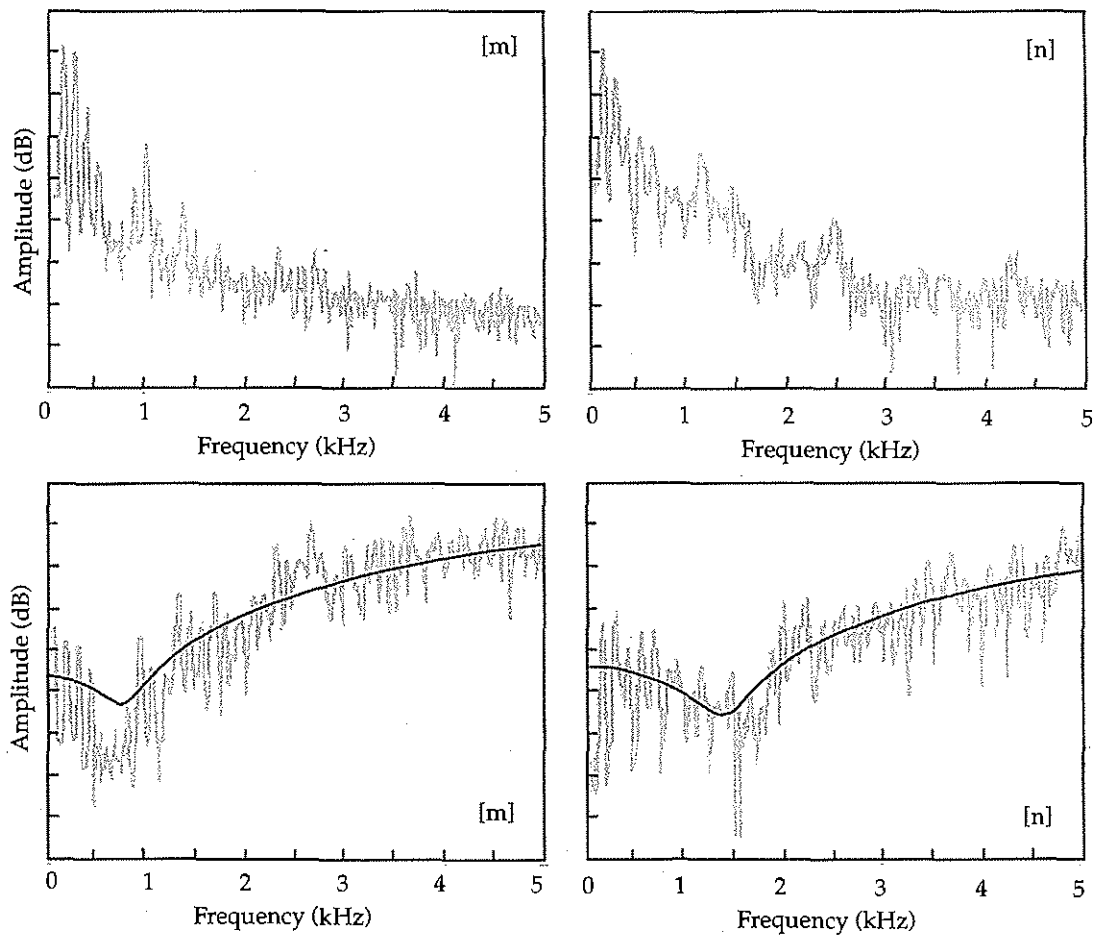 [m]
Amplitude (dB)
0 1 2 3 4 5
Frequency (kHz)
[n]
0 1 2 3 4 5
Frequency (kHz)
Amplitude (dB)
[m]
0 1 2 3 4 5
Frequency (kHz)
[n]
0 1 2 3 4 5
Frequency (kHz)